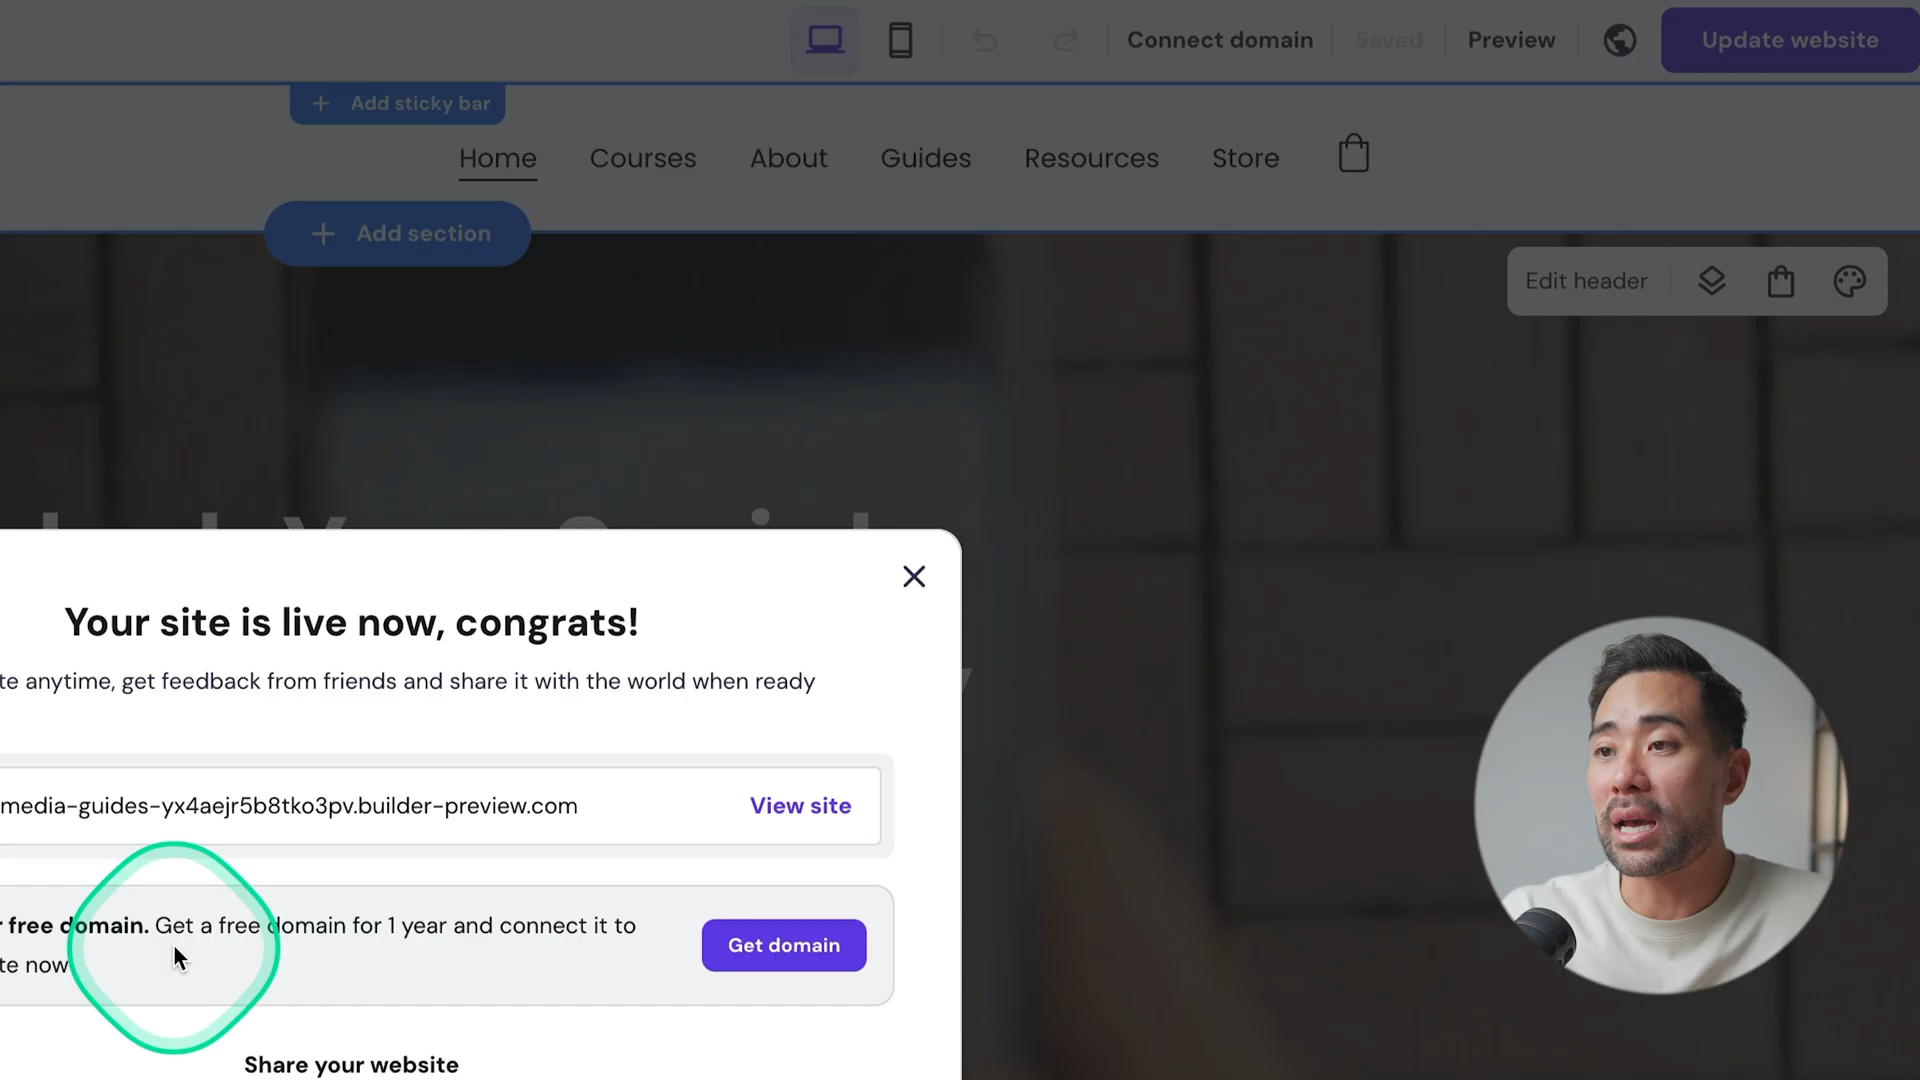 Connect domain
Saved
Preview
Update website
+ Add sticky bar
Home
Courses
About
Guides
Resources
Store
+ Add section
Edit header
Your site is live now, congrats!
te anytime, get feedback from friends and share it with the world when ready
media-guides-yx4aejr5b8tko3pv.builder-preview.com
View site
r free domain. Get a free domain for 1 year and connect it to
te now
Get domain
Share your website